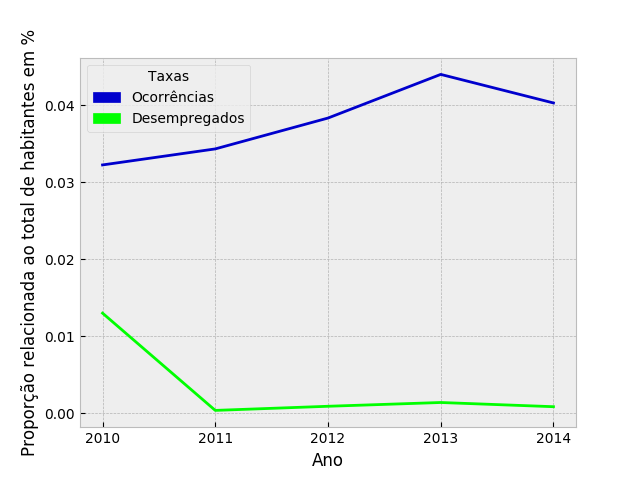 Proporção relacionada ao total de habitantes em %
Taxas
Ocorrências
Desempregados
0.04
0.03
0.02
0.01
0.00
2010 2011 2012 2013 2014
Ano